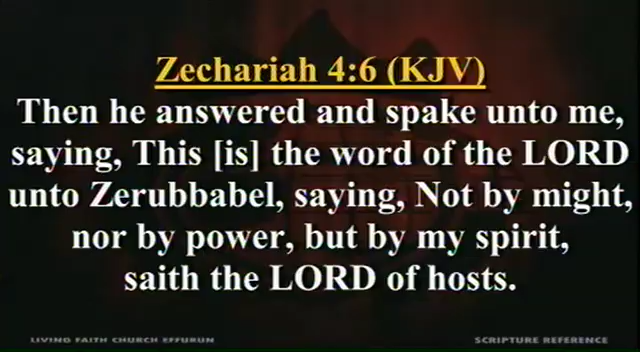 Zechariah 4:6 (KJV)
Then he answered and spake unto me,
saying, This [is] the word of the LORD
unto Zerubbabel, saying, Not by might,
nor by power, but by my spirit,
saith the LORD of hosts.
LIVING FAITH CHURCH EFFURUN
SCRIPTURE REFERENCE